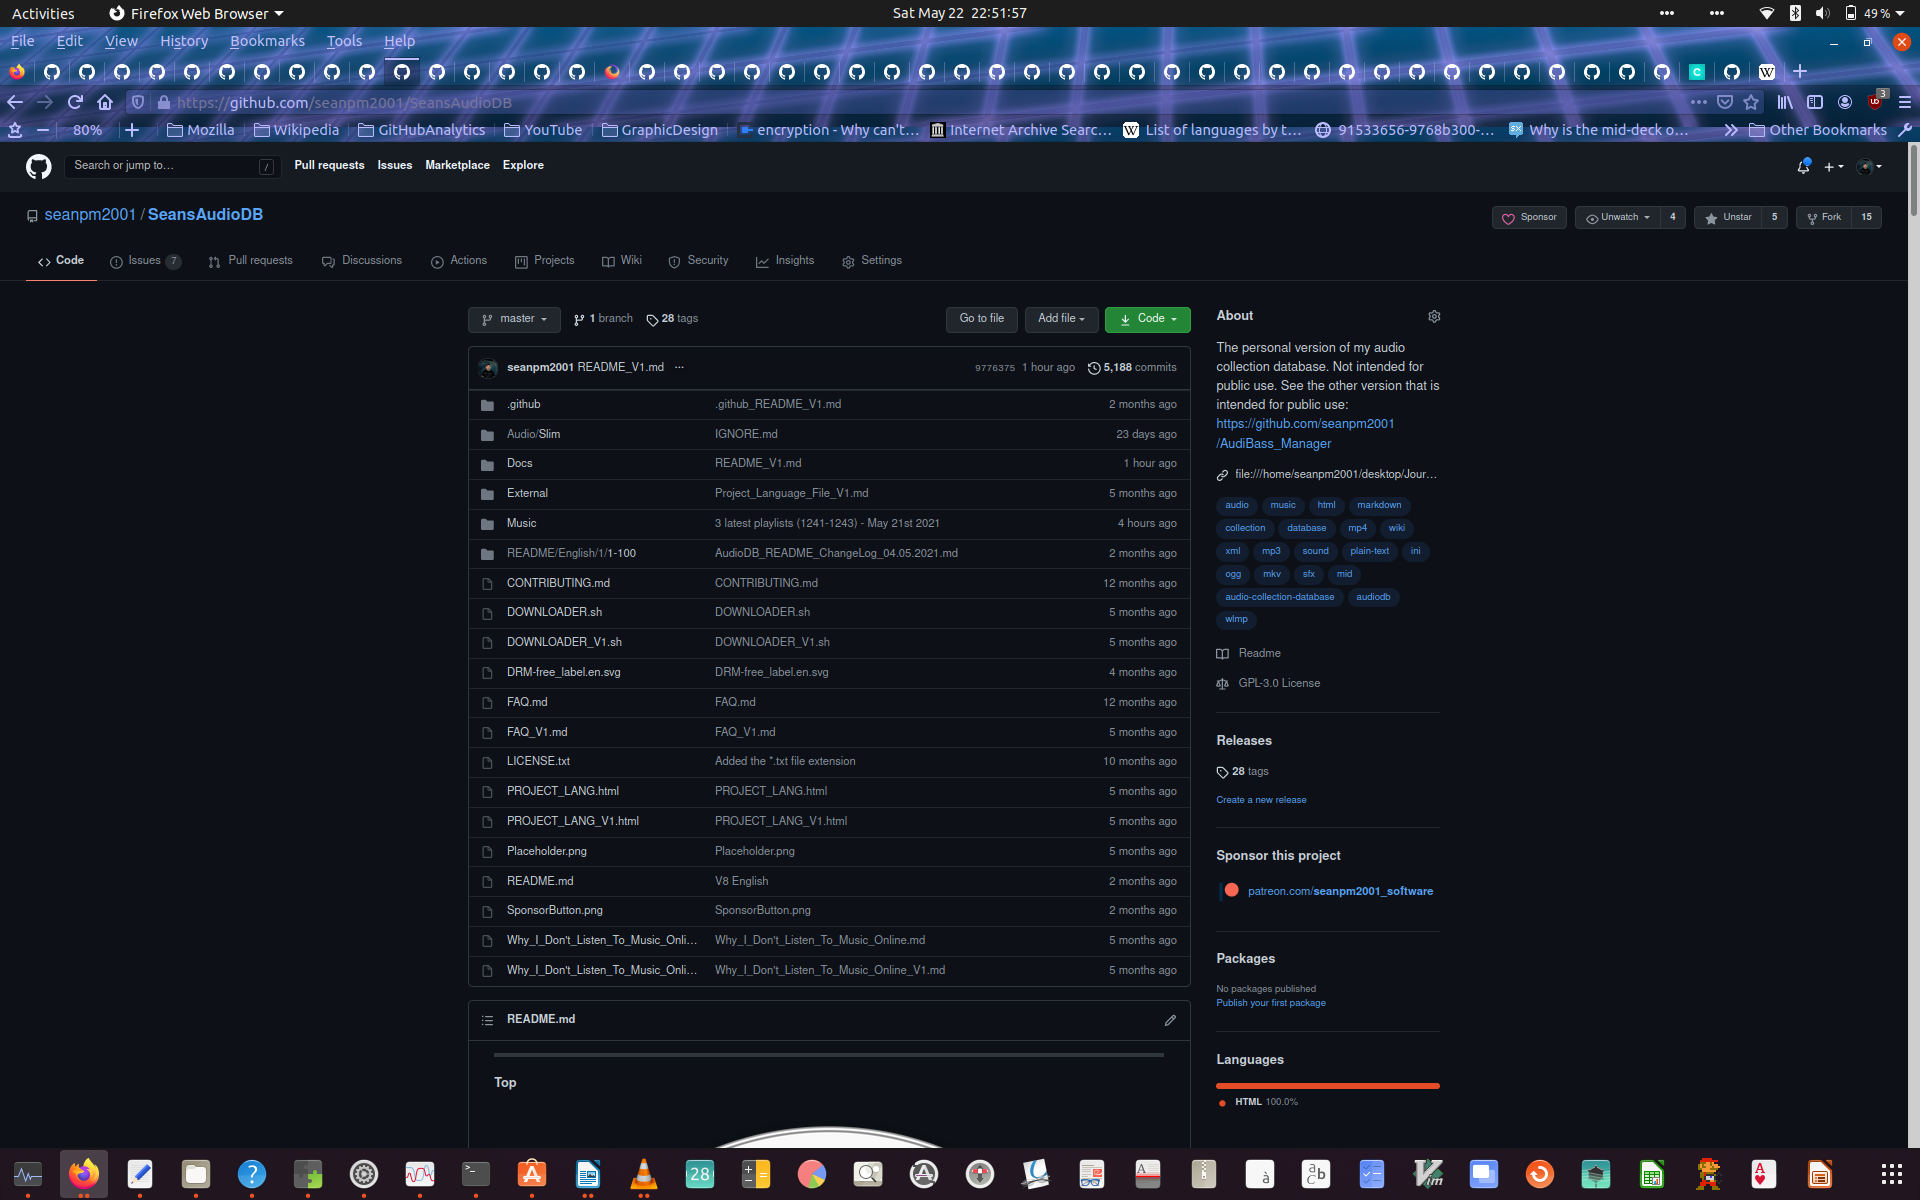 Activities Firefox Web Browser Sat May 22 22:51:57 49 %
File Edit View History Bookmarks Tools Help
https://github.com/seanpm2001/SeansAudioDB 3
80% Mozilla Wikipedia GitHubAnalytics YouTube GraphicDesign encryption - Why can't... Internet Archive Searc... List of languages by t... 91533656-9768b300-... Why is the mid-deck o... Other Bookmarks
Search or jump to... / Pull requests Issues Marketplace Explore
seanpm2001 / SeansAudioDB Sponsor Unwatch 4 Unstar 5 Fork 15
Code Issues 7 Pull requests Discussions Actions Projects Wiki Security Insights Settings
master 1 branch 28 tags Go to file Add file Code
seanpm2001 README_V1.md ... 9776375 1 hour ago 5,188 commits
.github .github_README_V1.md 2 months ago
Audio/Slim IGNORE.md 23 days ago
Docs README_V1.md 1 hour ago
External Project_Language_File_V1.md 5 months ago
Music 3 latest playlists (1241-1243) - May 21st 2021 4 hours ago
README/English/1/1-100 AudioDB_README_ChangeLog_04.05.2021.md 2 months ago
CONTRIBUTING.md CONTRIBUTING.md 12 months ago
DOWNLOADER.sh DOWNLOADER.sh 5 months ago
DOWNLOADER_V1.sh DOWNLOADER_V1.sh 5 months ago
DRM-free_label.en.svg DRM-free_label.en.svg 4 months ago
FAQ.md FAQ.md 12 months ago
FAQ_V1.md FAQ_V1.md 5 months ago
LICENSE.txt Added the *.txt file extension 10 months ago
PROJECT_LANG.html PROJECT_LANG.html 5 months ago
PROJECT_LANG_V1.html PROJECT_LANG_V1.html 5 months ago
Placeholder.png Placeholder.png 5 months ago
README.md V8 English 2 months ago
SponsorButton.png SponsorButton.png 2 months ago
Why_I_Don't_Listen_To_Music_Onli... Why_I_Don't_Listen_To_Music_Online.md 5 months ago
Why_I_Don't_Listen_To_Music_Onli... Why_I_Don't_Listen_To_Music_Online_V1.md 5 months ago
README.md
Top
About
The personal version of my audio
collection database. Not intended for
public use. See the other version that is
intended for public use:
https://github.com/seanpm2001
/AudiBass_Manager
file:///home/seanpm2001/desktop/Jour...
audio music html markdown
collection database mp4 wiki
xml mp3 sound plain-text ini
ogg mkv sfx mid
audio-collection-database audiodb
wlmp
Readme
GPL-3.0 License
Releases
28 tags
Create a new release
Sponsor this project
patreon.com/seanpm2001_software
Packages
No packages published
Publish your first package
Languages
HTML 100.0%
28